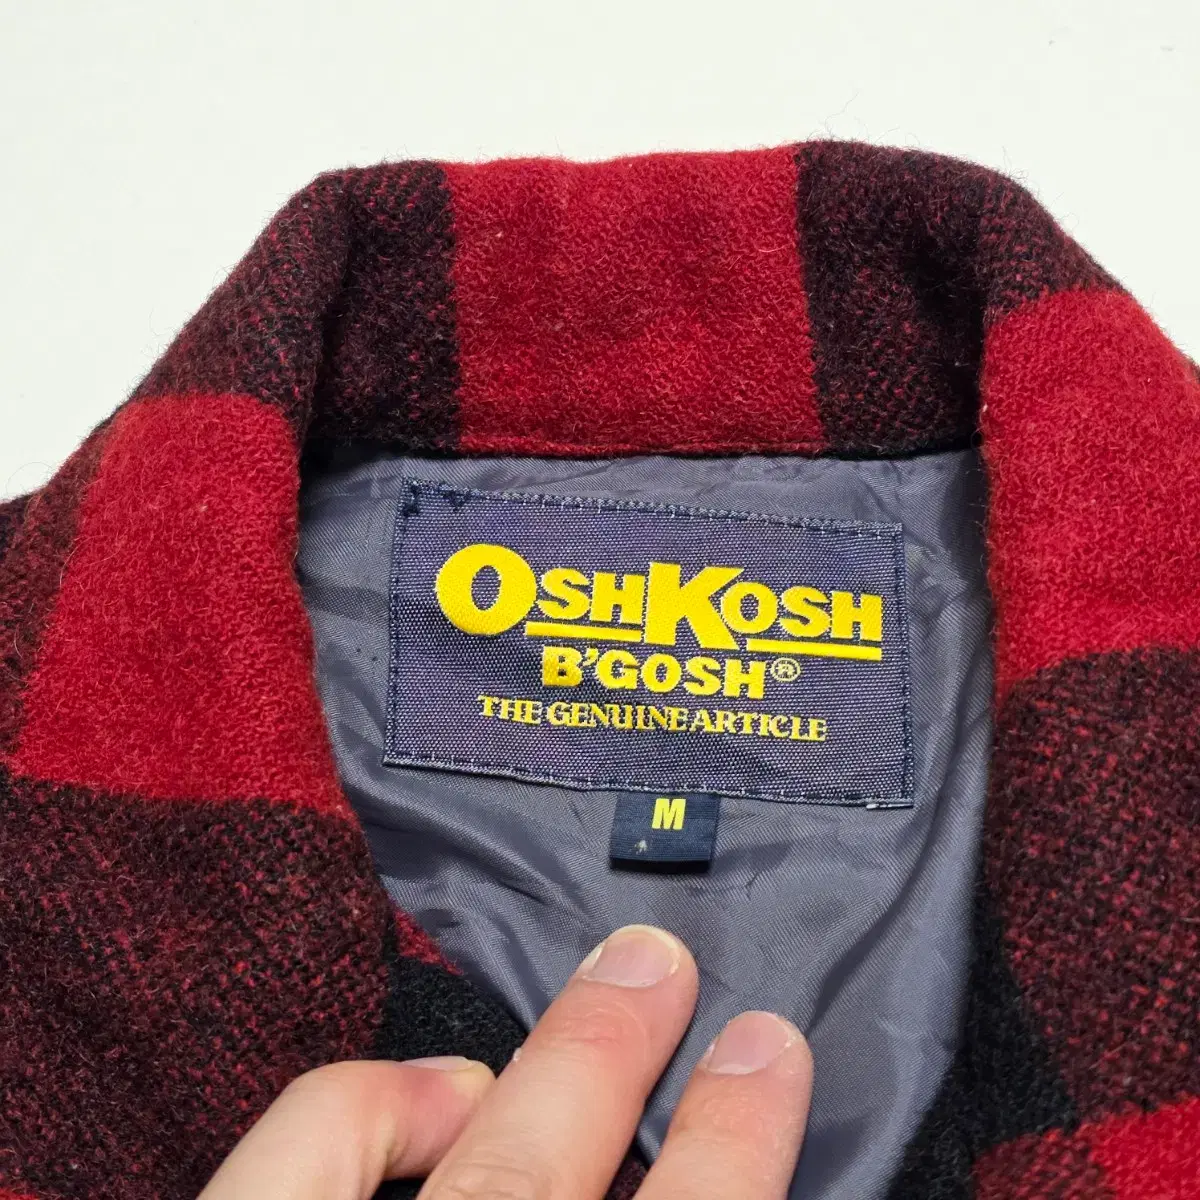 OSHKOSH
B'GOSH®
THE GENUINE ARTICLE
M